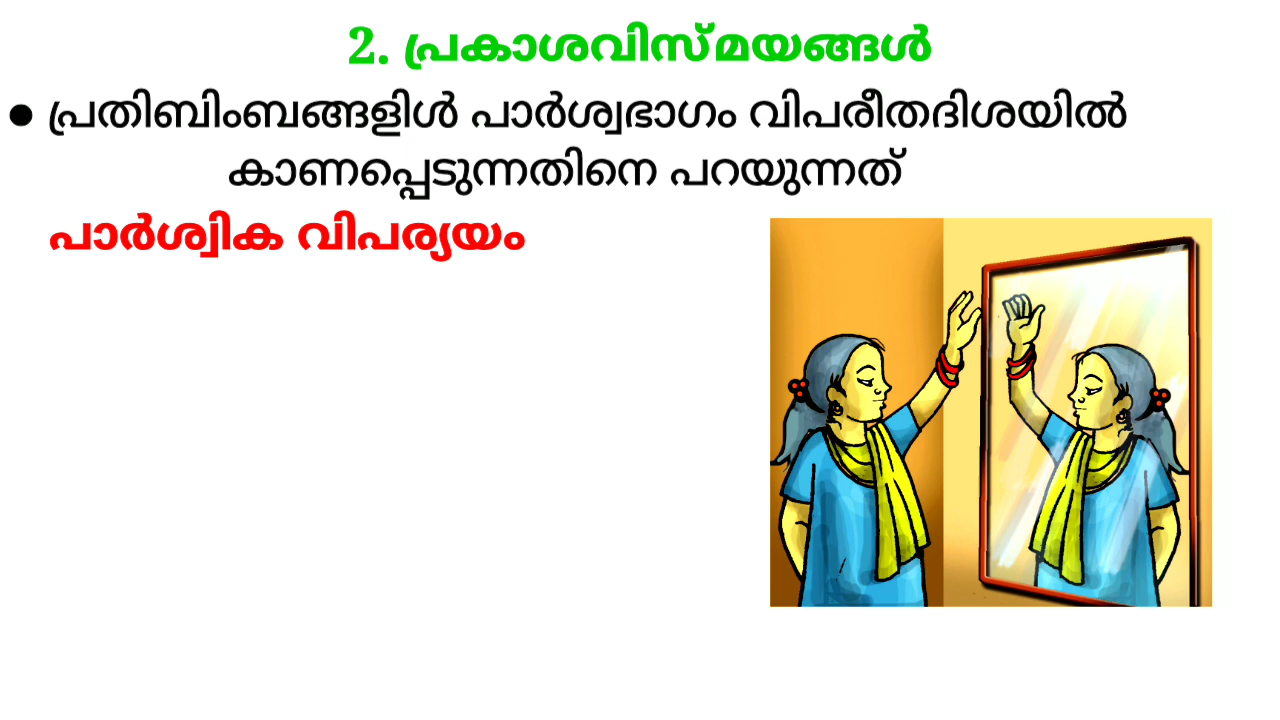 2. പ്രകാശവിസ്മയങ്ങൾ
● പ്രതിബിംബങ്ങളിൾ പാർശ്വഭാഗം വിപരീതദിശയിൽ
കാണപ്പെടുന്നതിനെ പറയുന്നത്
പാർശ്വിക വിപര്യയം